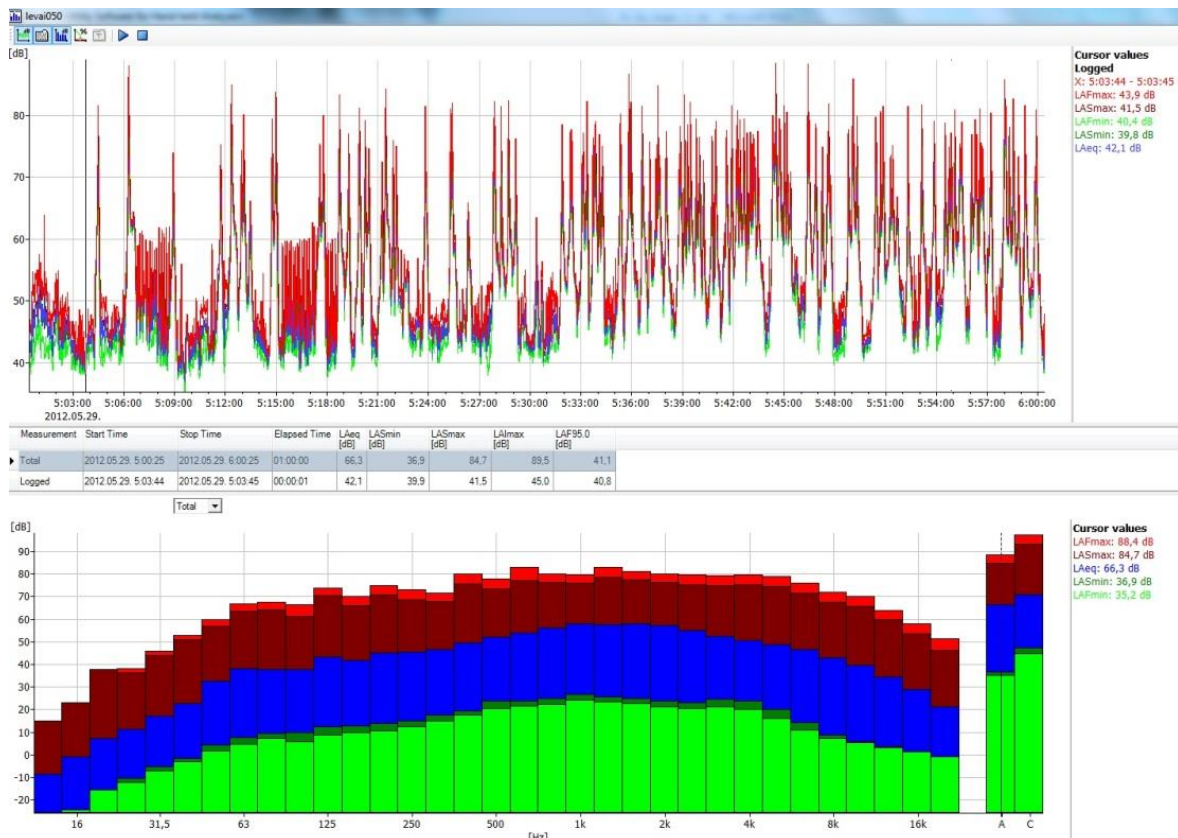 levai050
[dB]
80
70
60
50
40
5:03:00 5:06:00 5:09:00 5:12:00 5:15:00 5:18:00 5:21:00 5:24:00 5:27:00 5:30:00 5:33:00 5:36:00 5:39:00 5:42:00 5:45:00 5:48:00 5:51:00 5:54:00 5:57:00 6:00:00
2012.05.29.
Cursor values
Logged
X: 5:03:44 - 5:03:45
LAFmax: 43,9 dB
LASmax: 41,5 dB
LAFmin: 40,4 dB
LASmin: 39,8 dB
LAeq: 42,1 dB
Measurement Start Time Stop Time Elapsed Time LAeq [dB] LASmin [dB] LASmax [dB] LAImax [dB] LAF95.0 [dB]
Total 2012.05.29. 5:00:25 2012.05.29. 6:00:25 01:00:00 66,3 36,9 84,7 89,5 41,1
Logged 2012.05.29. 5:03:44 2012.05.29. 5:03:45 00:00:01 42,1 39,9 41,5 45,0 40,8
Total
[dB]
90
80
70
60
50
40
30
20
10
0
-10
-20
16 31,5 63 125 250 500 1k 2k 4k 8k 16k A C
[Hz]
Cursor values
LAFmax: 88,4 dB
LASmax: 84,7 dB
LAeq: 66,3 dB
LASmin: 36,9 dB
LAFmin: 35,2 dB